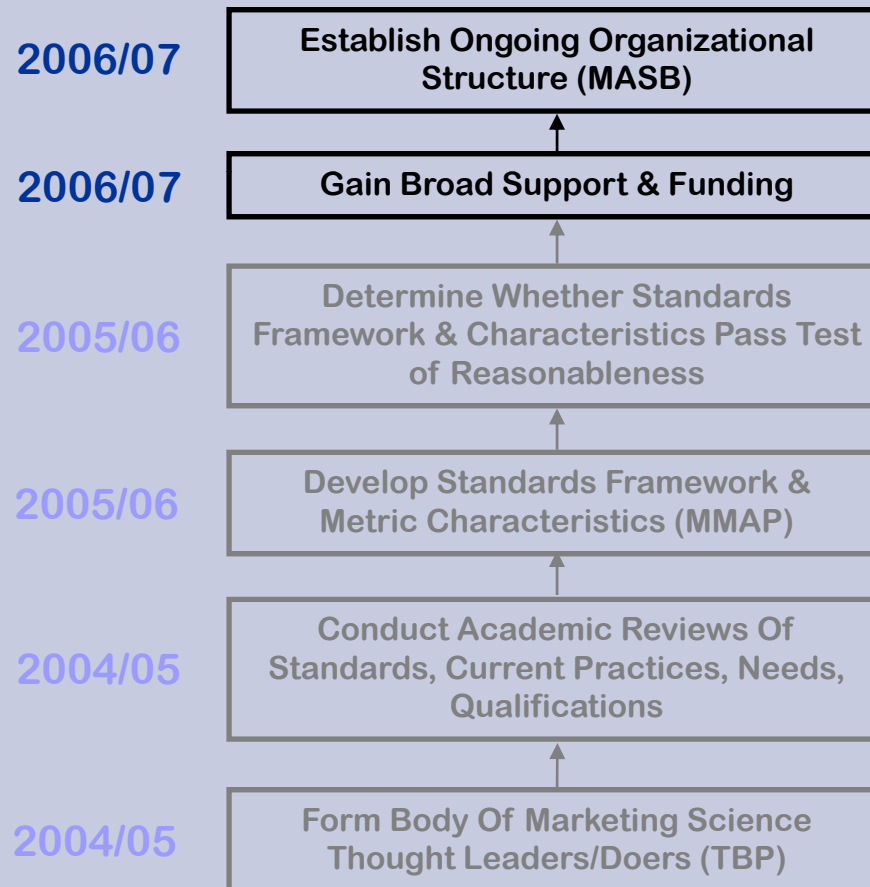 2006/07
Establish Ongoing Organizational
Structure (MASB)
2006/07
Gain Broad Support & Funding
2005/06
Determine Whether Standards
Framework & Characteristics Pass Test
of Reasonableness
2005/06
Develop Standards Framework &
Metric Characteristics (MMAP)
2004/05
Conduct Academic Reviews Of
Standards, Current Practices, Needs,
Qualifications
2004/05
Form Body Of Marketing Science
Thought Leaders/Doers (TBP)